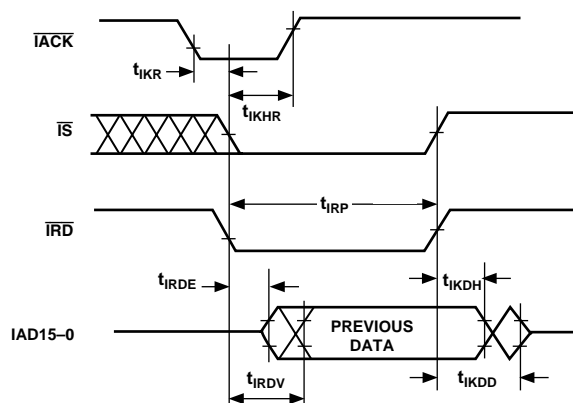 IACK
tIKR
tIKHR
IS
tIRP
IRD
tIRDE
tIKDH
IAD15–0
PREVIOUS
DATA
tIKDD
tIRDV